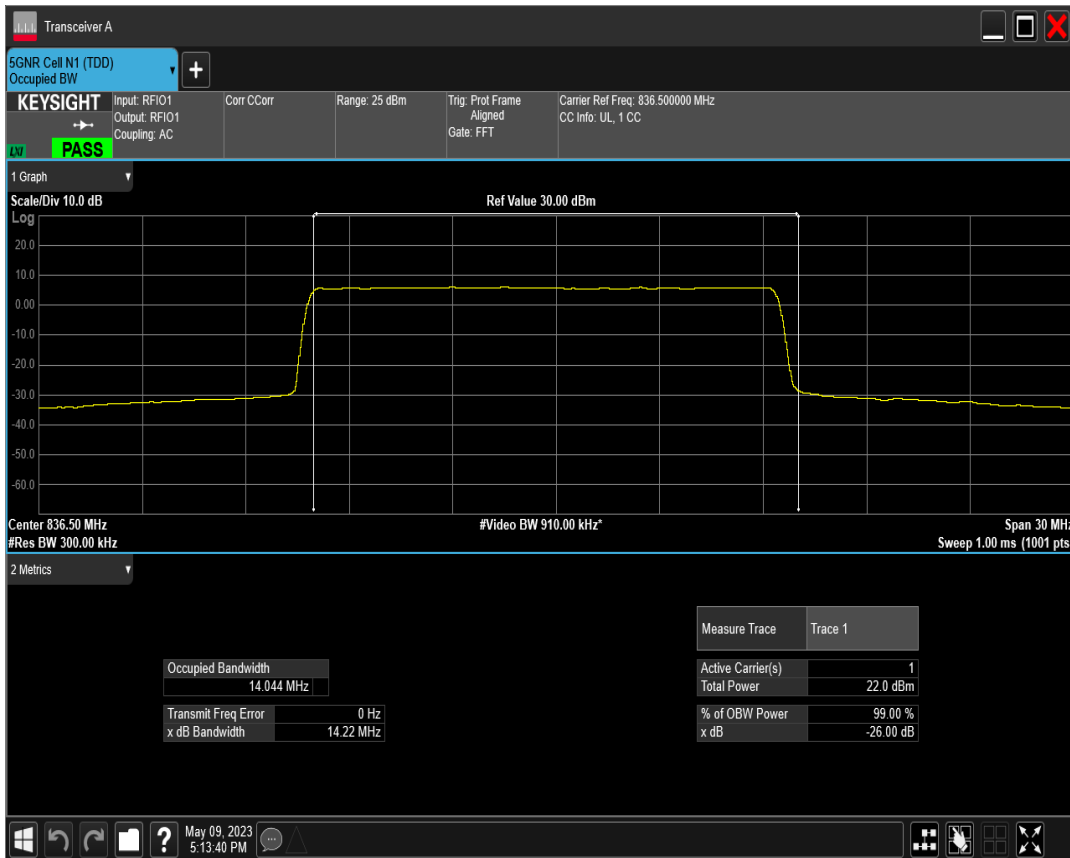 Transceiver A
5GNR Cell N1 (TDD)
Occupied BW
+
KEYSIGHT
LXI
PASS
Input: RFIO1
Output: RFIO1
Coupling: AC
Corr CCorr
Range: 25 dBm
Trig: Prot Frame
Aligned
Gate: FFT
Carrier Ref Freq: 836.500000 MHz
CC Info: UL, 1 CC
1 Graph
Scale/Div 10.0 dB
Ref Value 30.00 dBm
Log
20.0
10.0
0.00
-10.0
-20.0
-30.0
-40.0
-50.0
-60.0
Center 836.50 MHz
#Video BW 910.00 kHz*
Span 30 MHz
#Res BW 300.00 kHz
Sweep 1.00 ms (1001 pts
2 Metrics
Measure Trace Trace 1
Occupied Bandwidth
14.044 MHz
Active Carrier(s) 1
Total Power 22.0 dBm
Transmit Freq Error 0 Hz
x dB Bandwidth 14.22 MHz
% of OBW Power 99.00 %
x dB -26.00 dB
?
May 09, 2023
5:13:40 PM